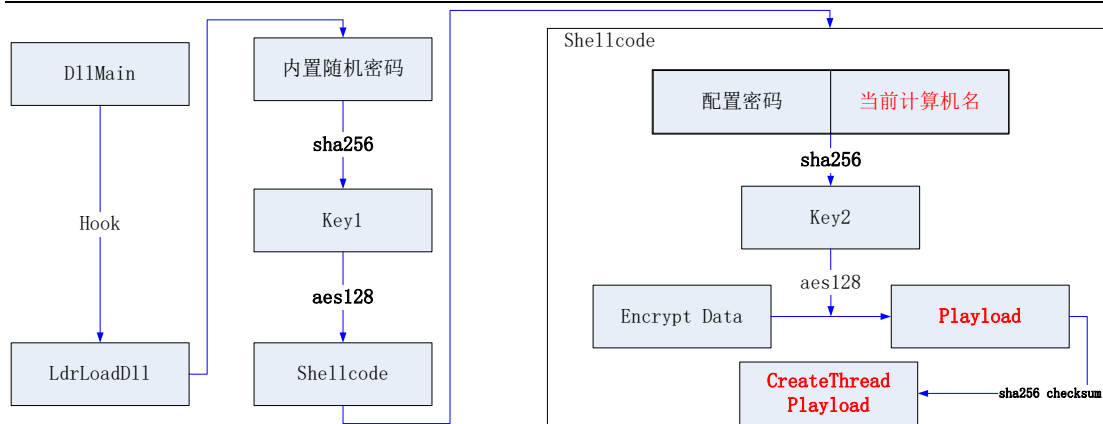 DllMain
Hook
LdrLoadDll
内置随机密码
sha256
Key1
aes128
Shellcode
Shellcode
配置密码
当前计算机名
sha256
Key2
aes128
Encrypt Data
Playload
sha256 checksum
CreateThread
Playload